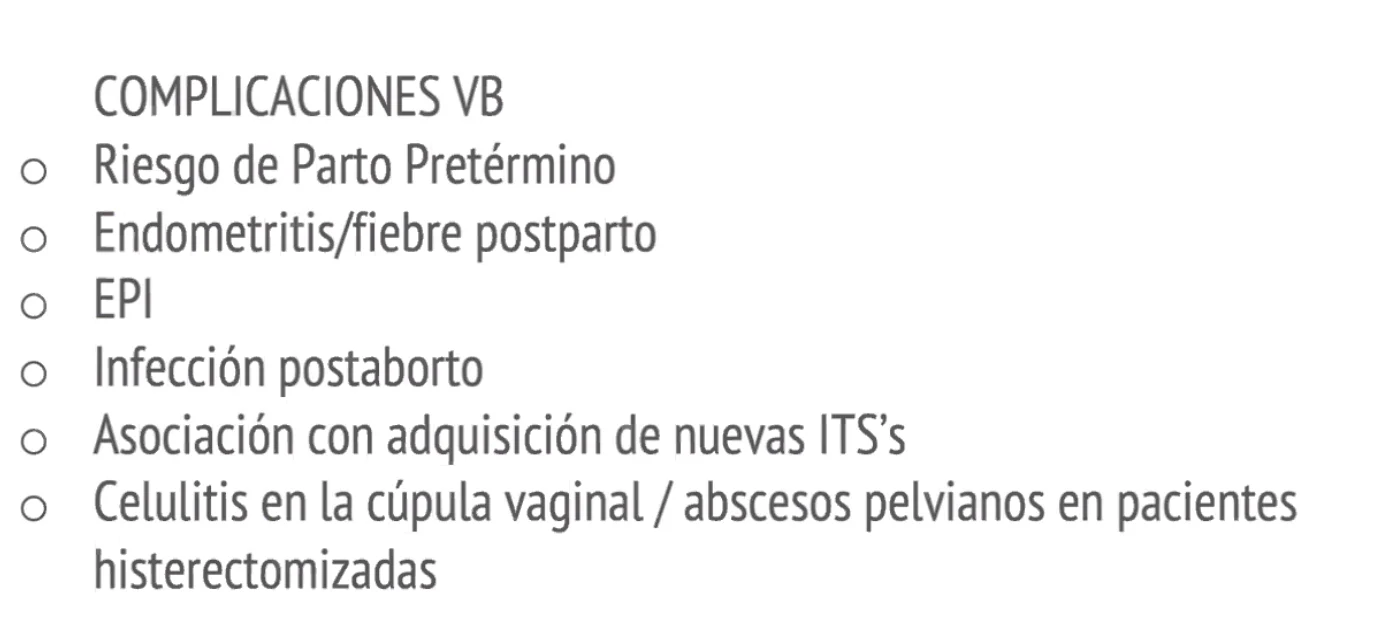 COMPLICACIONES VB
○ Riesgo de Parto Pretérmino
○ Endometritis/fiebre postparto
○ EPI
○ Infección postaborto
○ Asociación con adquisición de nuevas ITS’s
○ Celulitis en la cúpula vaginal / abscesos pelvianos en pacientes
histerectomizadas